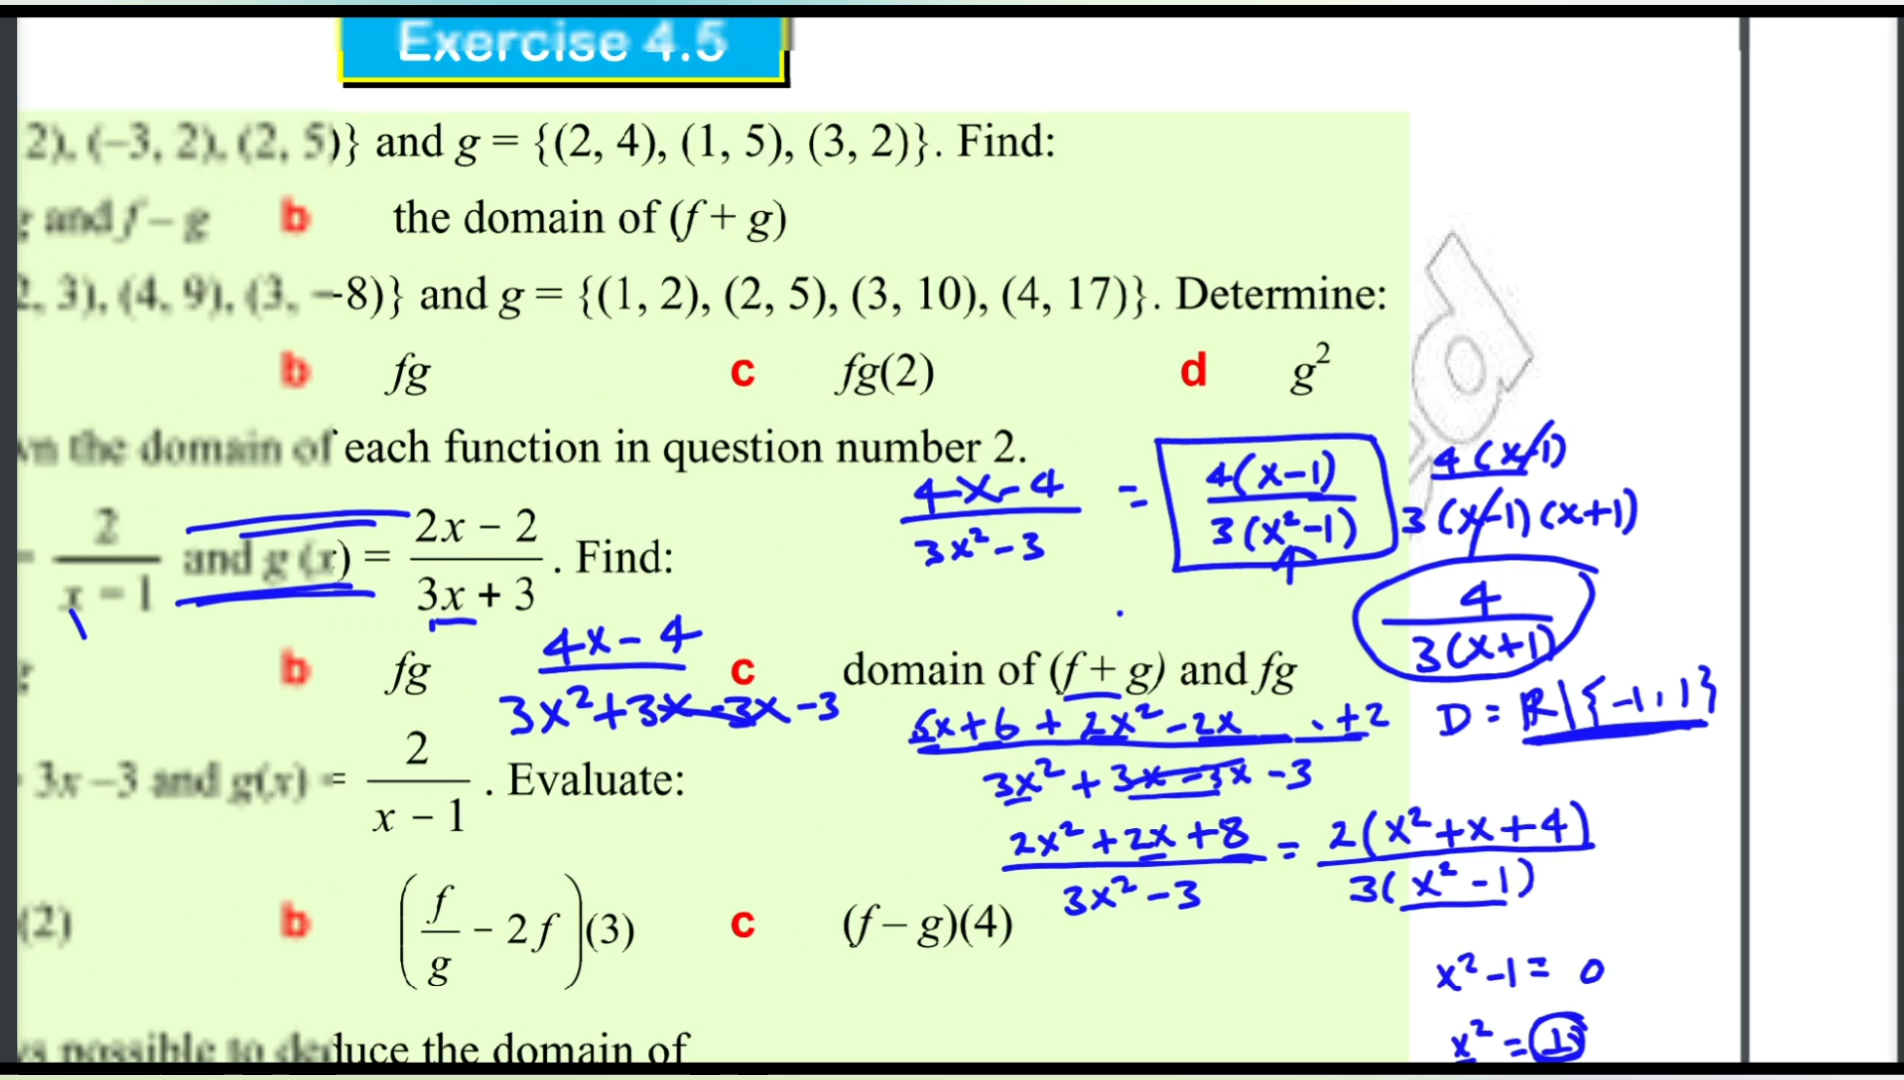 Exercise 4.5
2), (−3, 2), (2, 5)} and g = {(2, 4), (1, 5), (3, 2)}. Find:
and f − g b the domain of (f + g)
2, 3), (4, 9), (3, −8)} and g = {(1, 2), (2, 5), (3, 10), (4, 17)}. Determine:
b fg c fg(2) d g²
wn the domain of each function in question number 2.
= 2/(x − 1) and g (x) = (2x − 2)/(3x + 3) . Find:
(4x-4)/(3x²-3) = 4(x-1)/(3(x²-1))
4(x-1)/(3(x-1)(x+1))
4/(3(x+1))
b fg c domain of (f + g) and fg
(4x-4)/(3x²+3x-3x-3)
D = ℝ\{-1,1}
(6x+6+2x²-2x +2)/(3x²+3x-3x-3)
3x −3 and g(x) = 2/(x − 1) . Evaluate:
(2x²+2x+8)/(3x²-3) = 2(x²+x+4)/(3(x²-1))
(2) b (f/g − 2f)(3) c (f − g)(4)
x²-1= 0
x² =
possible to deduce the domain of